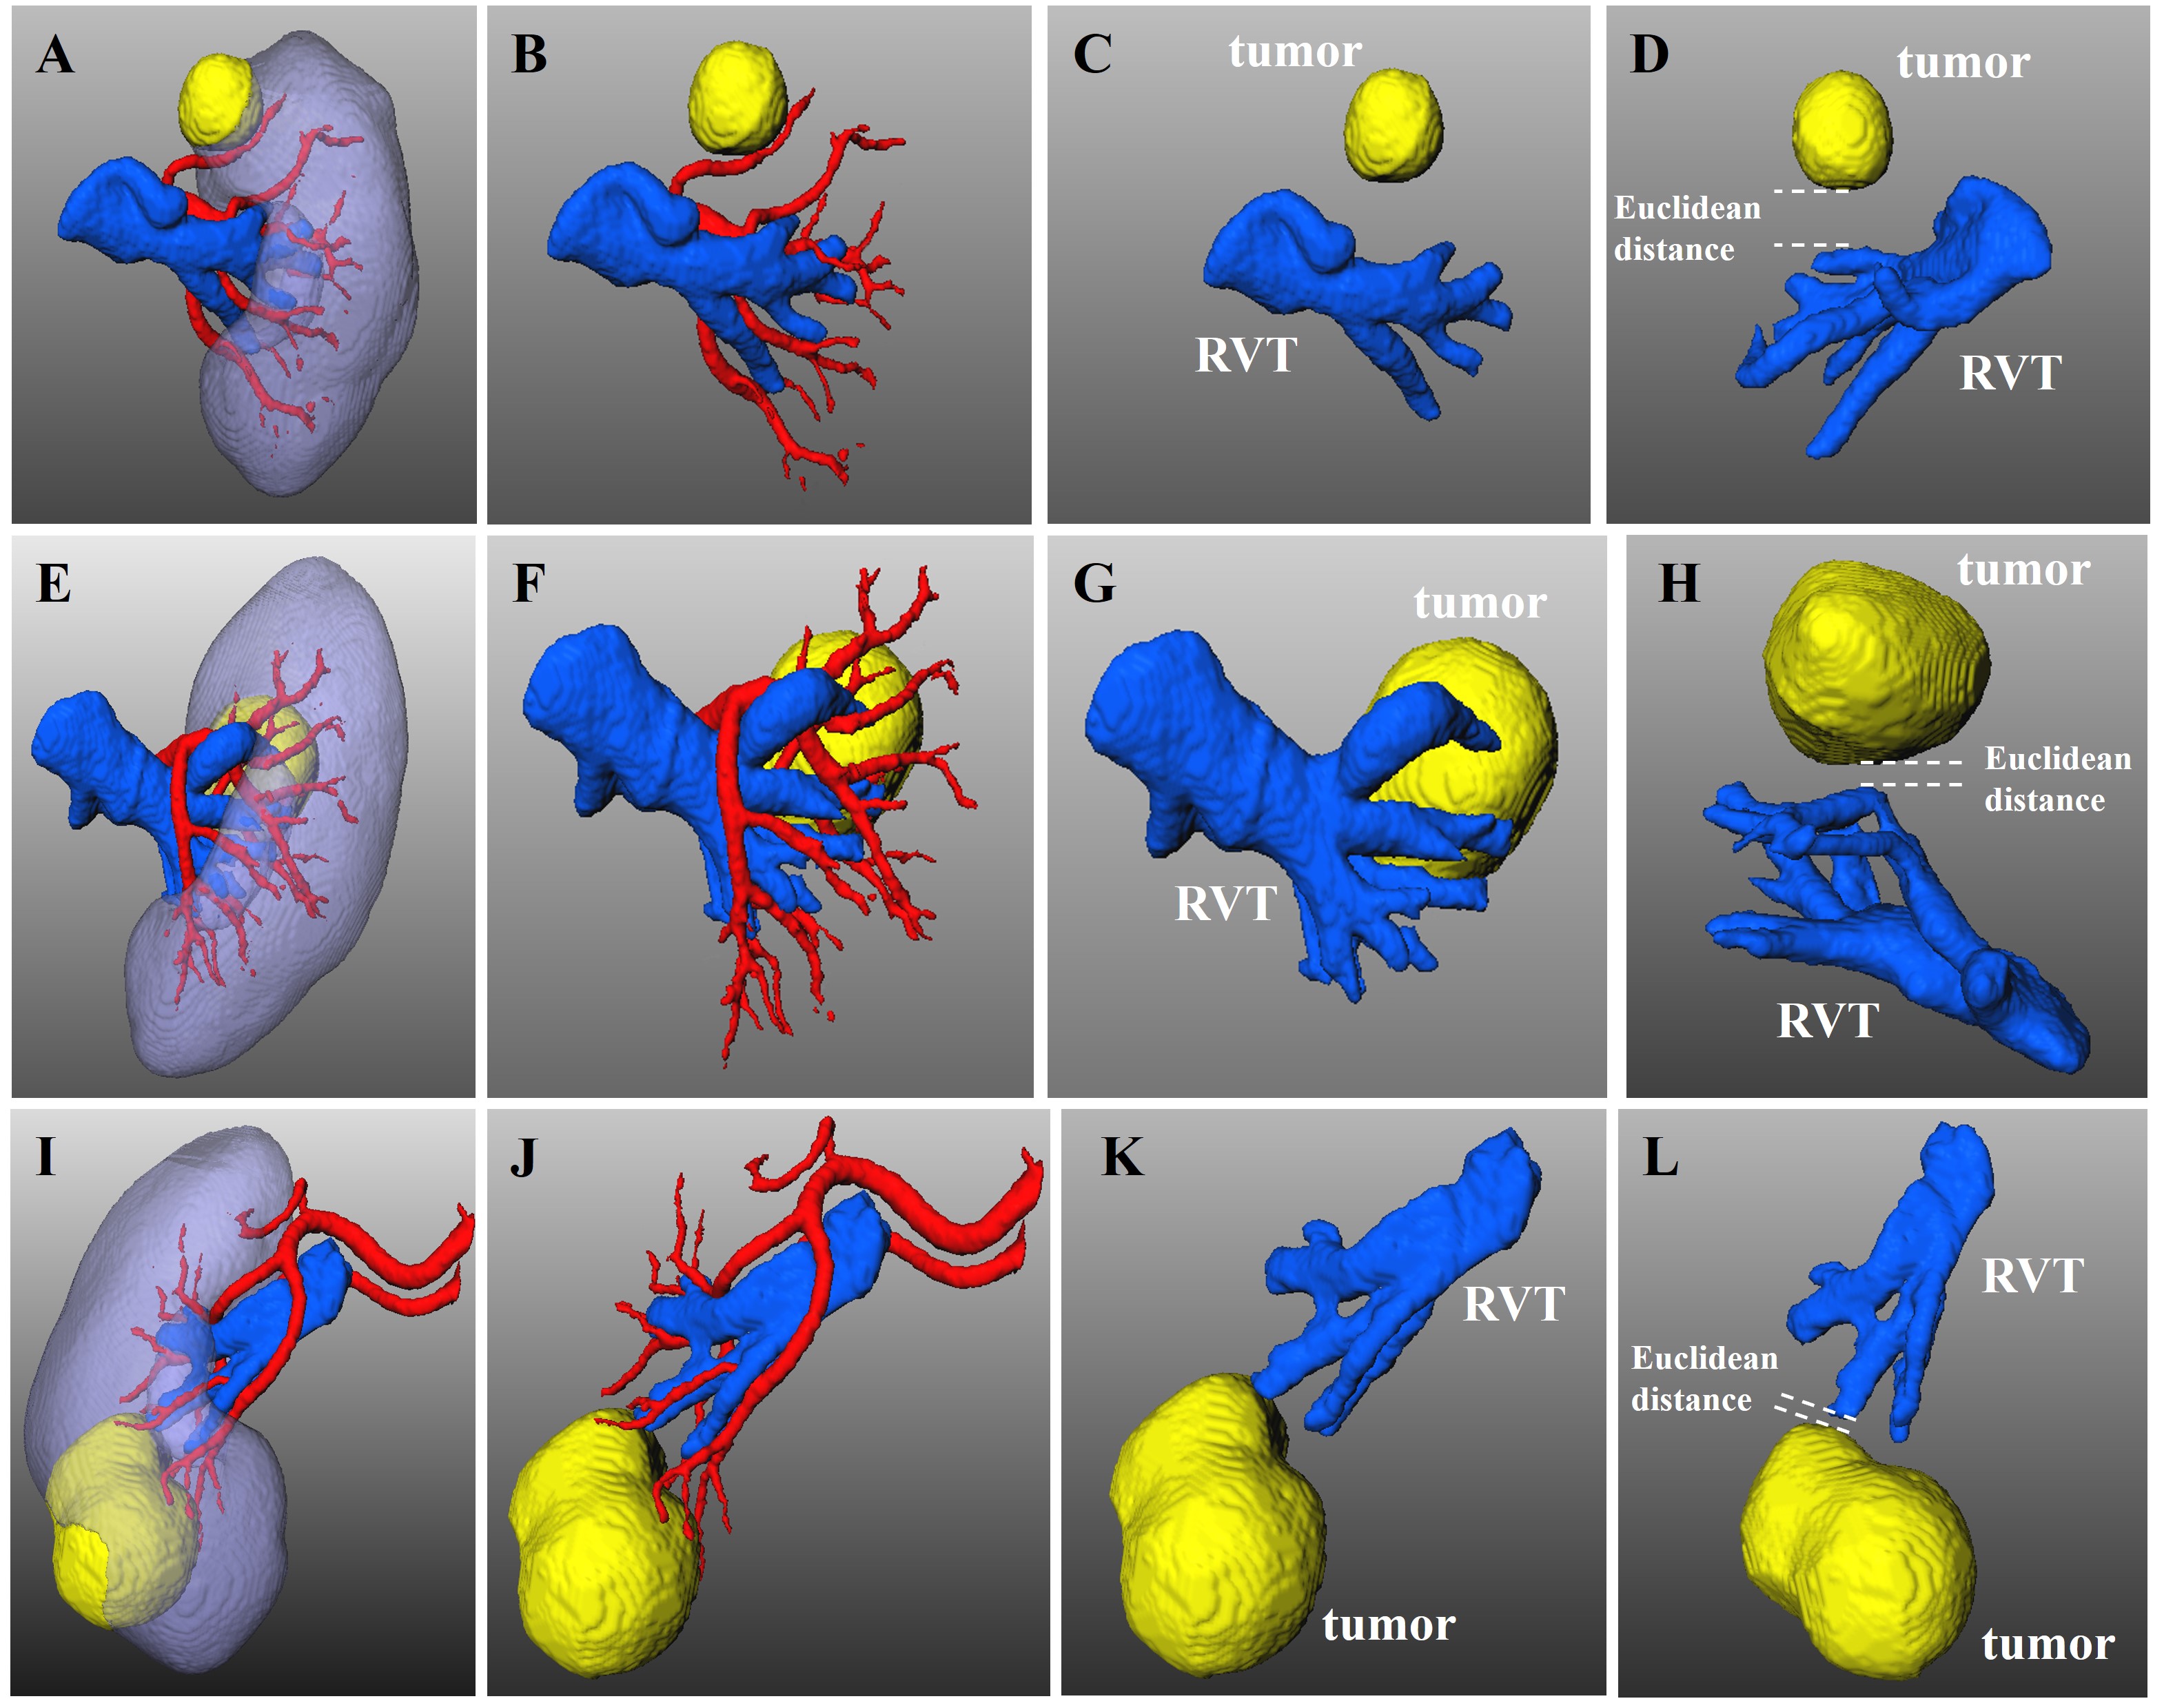 A
B
C
tumor
RVT
D
tumor
Euclidean
distance
RVT
E
F
G
tumor
RVT
H
tumor
Euclidean
distance
RVT
I
J
K
RVT
tumor
L
RVT
Euclidean
distance
tumor